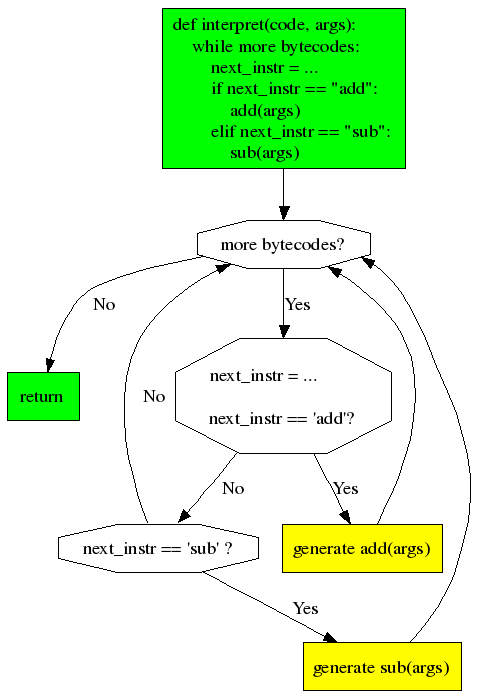 def interpret(code, args):
while more bytecodes:
next_instr = ...
if next_instr == "add":
add(args)
elif next_instr == "sub":
sub(args)
more bytecodes?
No
Yes
return
next_instr = ...
next_instr == 'add'?
No
No
Yes
next_instr == 'sub' ?
generate add(args)
Yes
generate sub(args)